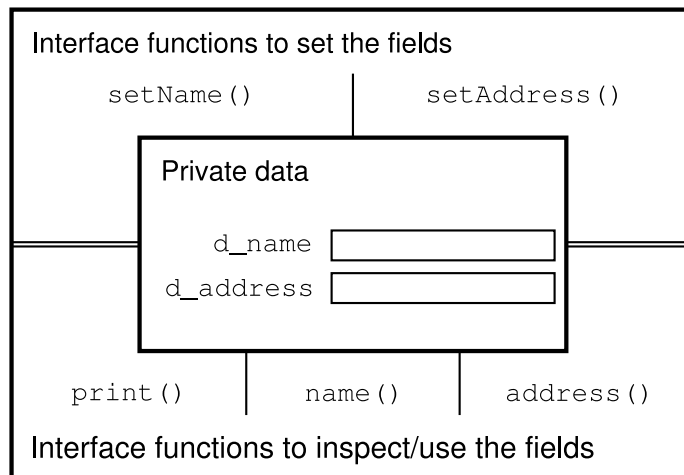 Interface functions to set the fields
setName() setAddress()
Private data
d_name
d_address
print() name() address()
Interface functions to inspect/use the fields